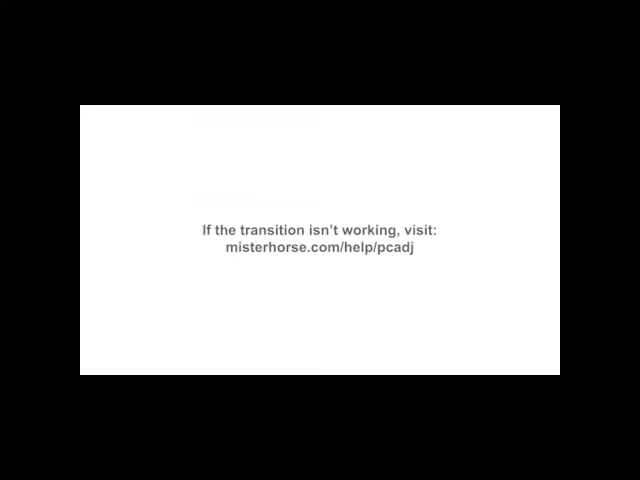 If the transition isn't working, visit:
misterhorse.com/help/pcadj